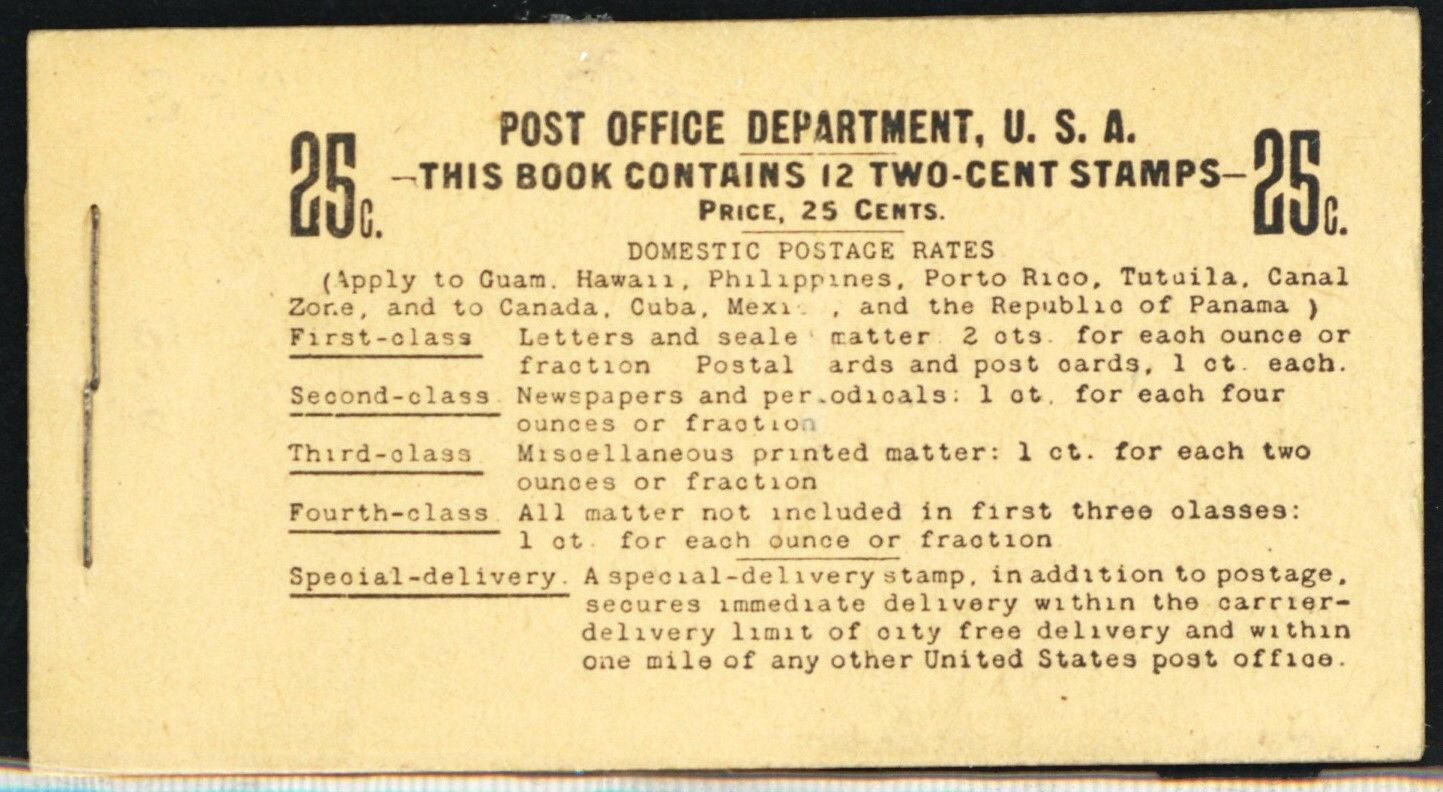 POST OFFICE DEPARTMENT, U. S. A.
25c. —THIS BOOK CONTAINS 12 TWO-CENT STAMPS— 25c.
PRICE, 25 CENTS.
DOMESTIC POSTAGE RATES
(Apply to Guam, Hawaii, Philippines, Porto Rico, Tutuila, Canal
Zone, and to Canada, Cuba, Mexi , and the Republic of Panama )
First-class Letters and seale matter 2 cts. for each ounce or
fraction Postal ards and post cards, 1 ct. each.
Second-class. Newspapers and periodicals: 1 ct. for each four
ounces or fraction
Third-class. Miscellaneous printed matter: 1 ct. for each two
ounces or fraction
Fourth-class. All matter not included in first three classes:
1 ct. for each ounce or fraction
Special-delivery. A special-delivery stamp, in addition to postage,
secures immediate delivery within the carrier-
delivery limit of city free delivery and within
one mile of any other United States post office.